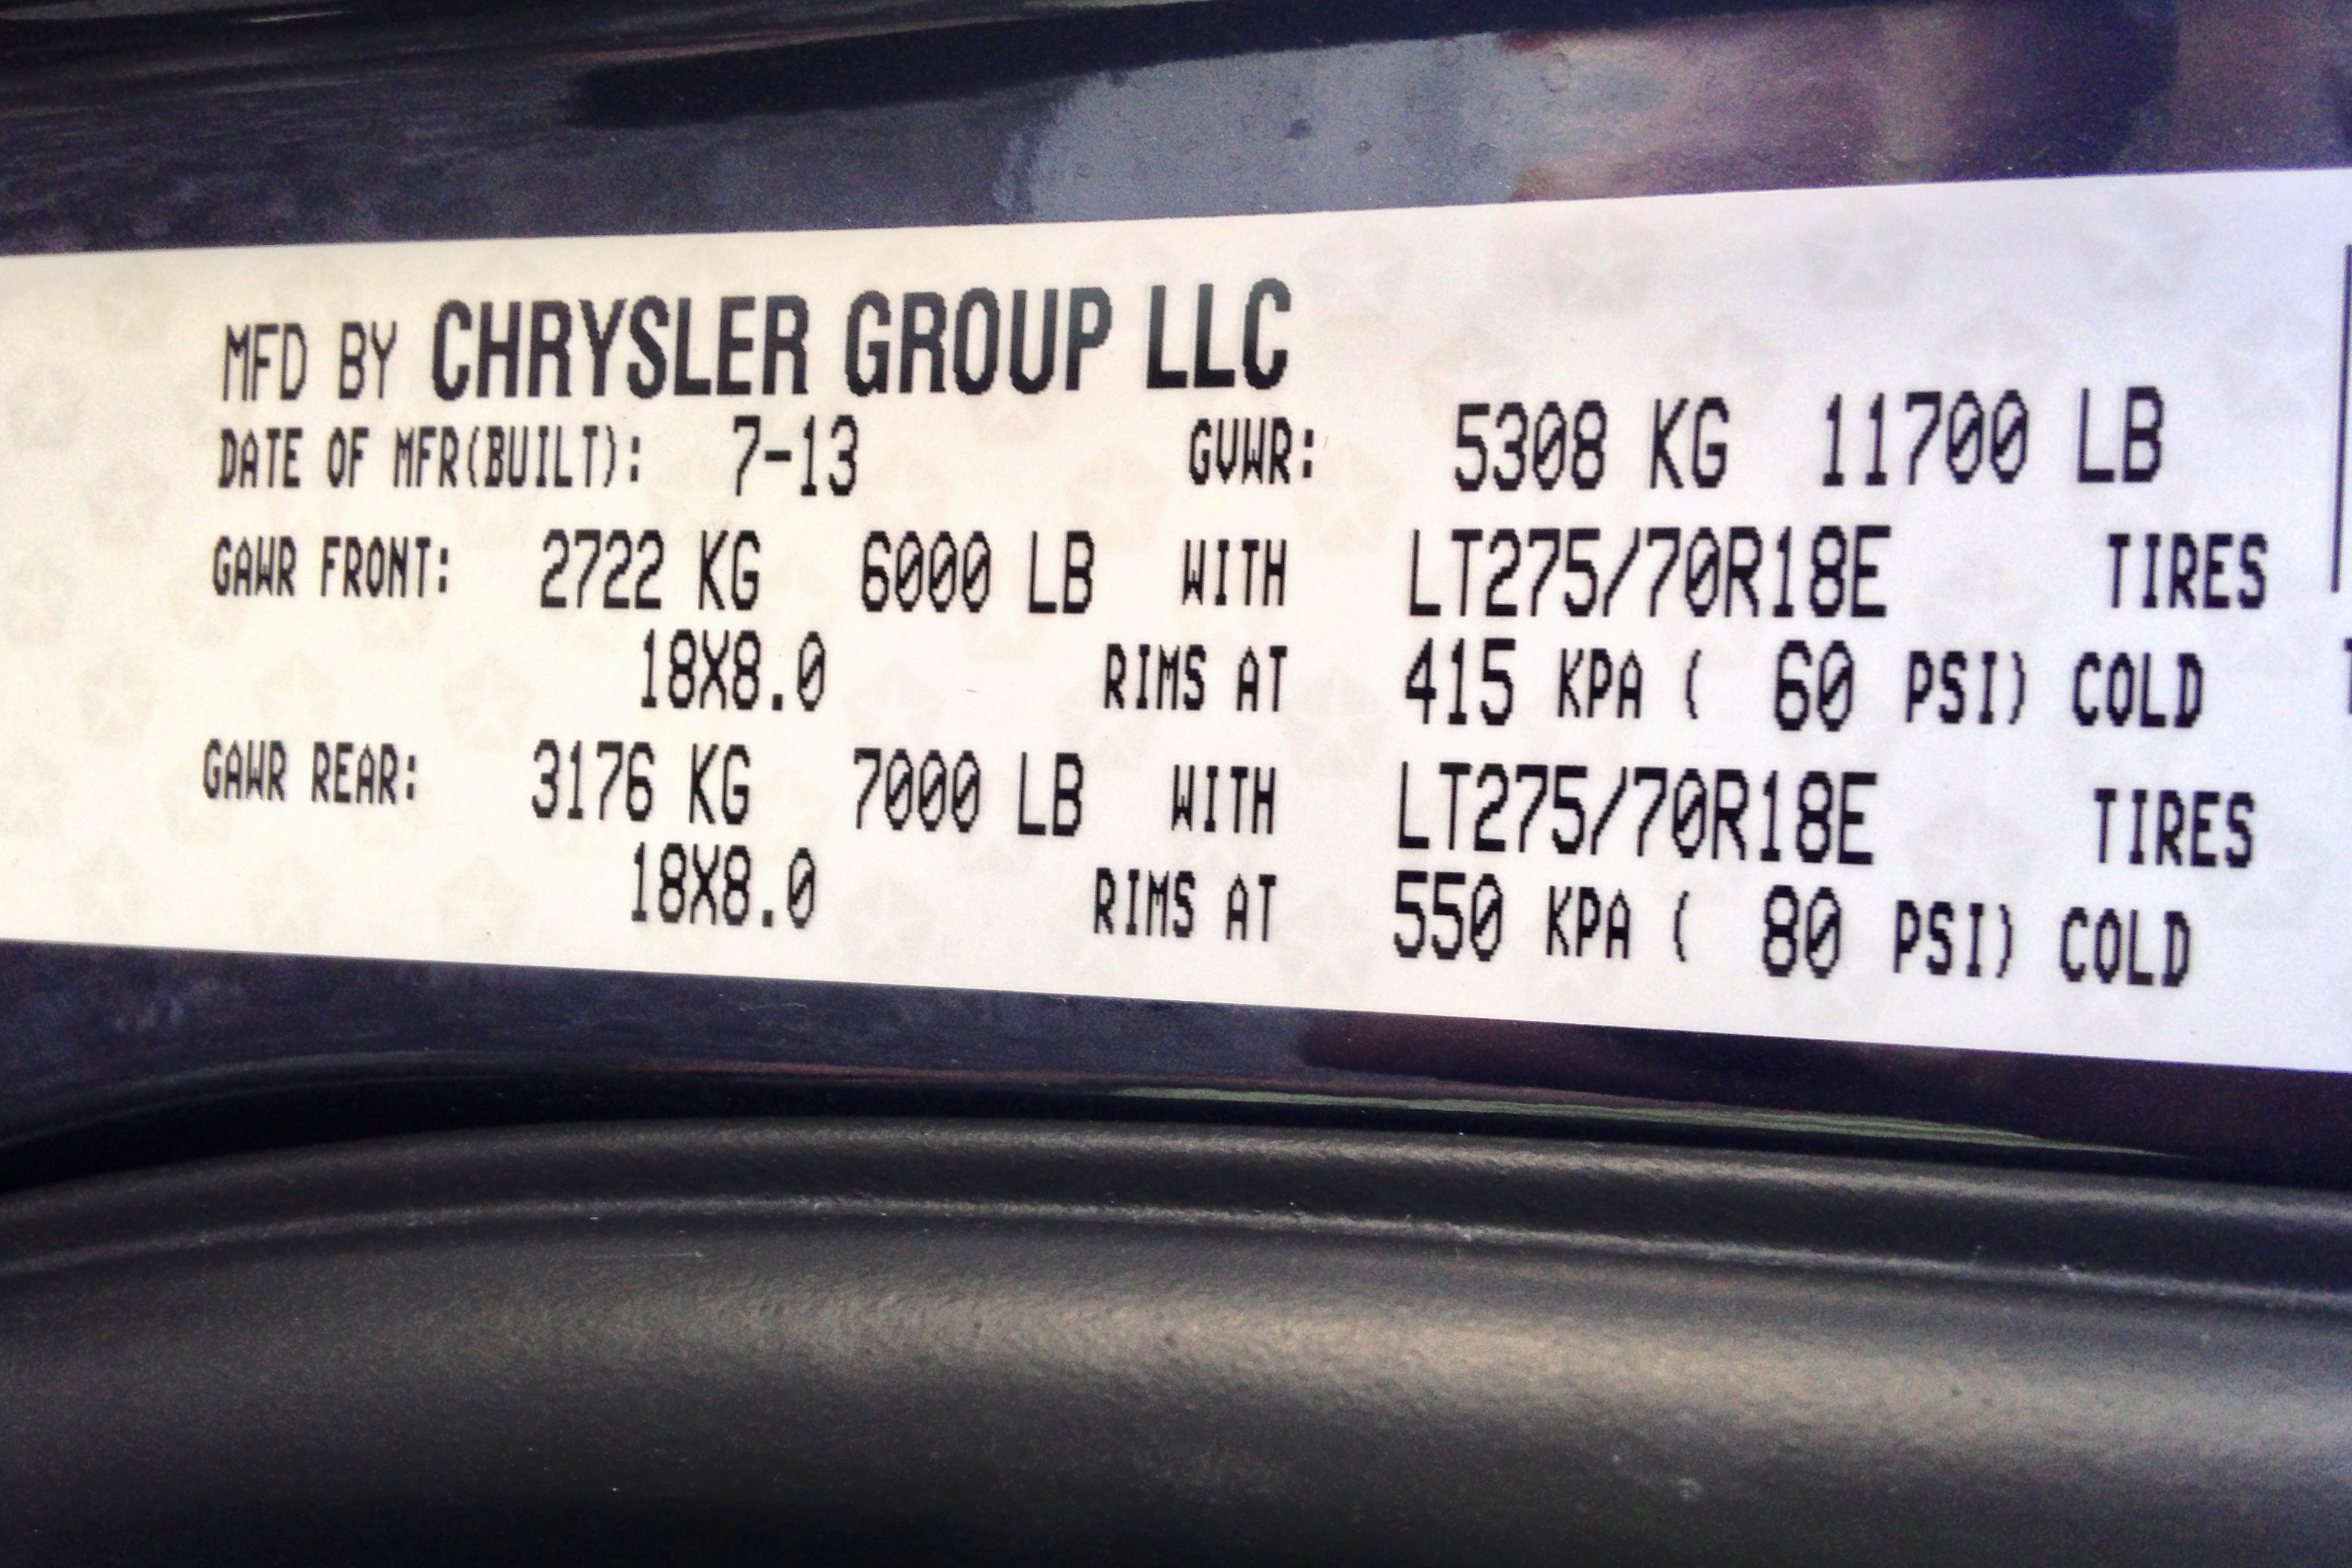 MFD BY CHRYSLER GROUP LLC
DATE OF MFR(BUILT): 7-13 GVWR: 5308 KG 11700 LB
GAWR FRONT: 2722 KG 6000 LB WITH LT275/70R18E TIRES
18X8.0 RIMS AT 415 KPA ( 60 PSI) COLD
GAWR REAR: 3176 KG 7000 LB WITH LT275/70R18E TIRES
18X8.0 RIMS AT 550 KPA ( 80 PSI) COLD